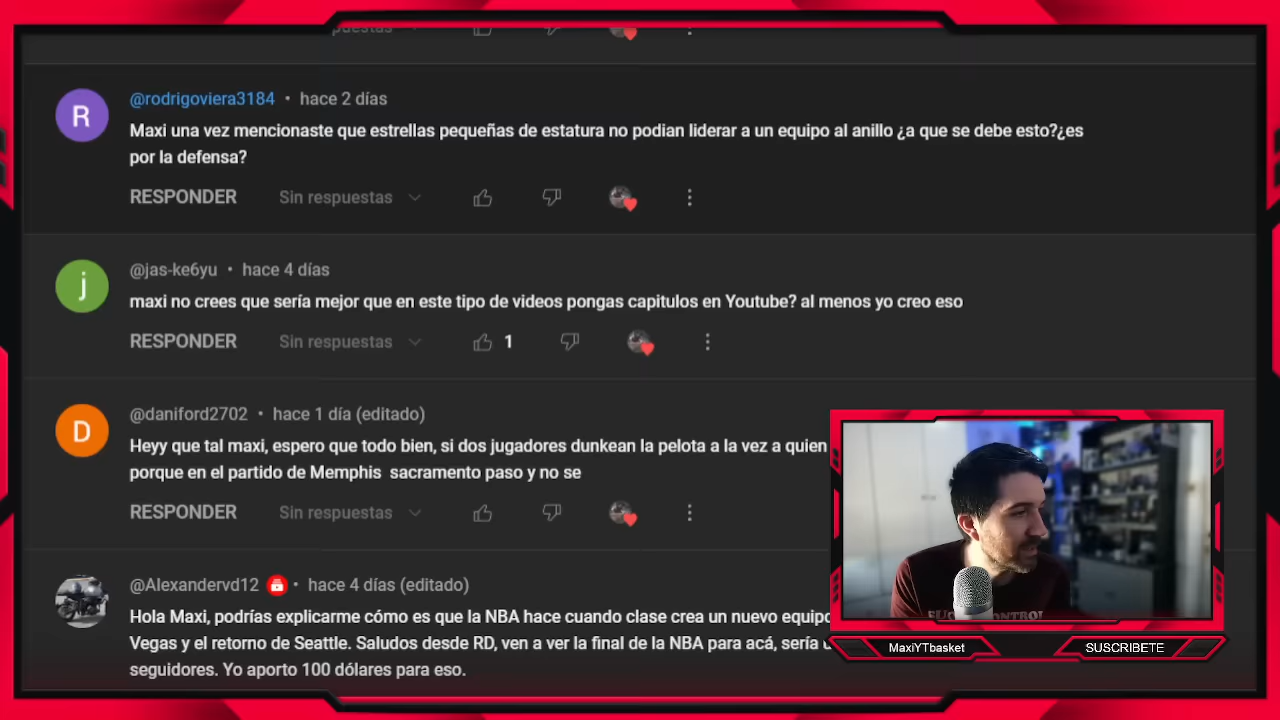 puestas
@rodrigoviera3184 • hace 2 días
Maxi una vez mencionaste que estrellas pequeñas de estatura no podian liderar a un equipo al anillo ¿a que se debe esto?¿es
por la defensa?
RESPONDER Sin respuestas
@jas-ke6yu • hace 4 días
maxi no crees que sería mejor que en este tipo de videos pongas capitulos en Youtube? al menos yo creo eso
RESPONDER Sin respuestas 1
@daniford2702 • hace 1 día (editado)
Heyy que tal maxi, espero que todo bien, si dos jugadores dunkean la pelota a la vez a quien
porque en el partido de Memphis sacramento paso y no se
RESPONDER Sin respuestas
@Alexandervd12 • hace 4 días (editado)
Hola Maxi, podrías explicarme cómo es que la NBA hace cuando clase crea un nuevo equipo
Vegas y el retorno de Seattle. Saludos desde RD, ven a ver la final de la NBA para acá, sería
seguidores. Yo aporto 100 dólares para eso.
R
j
D
MaxiYTbasket
SUSCRIBETE